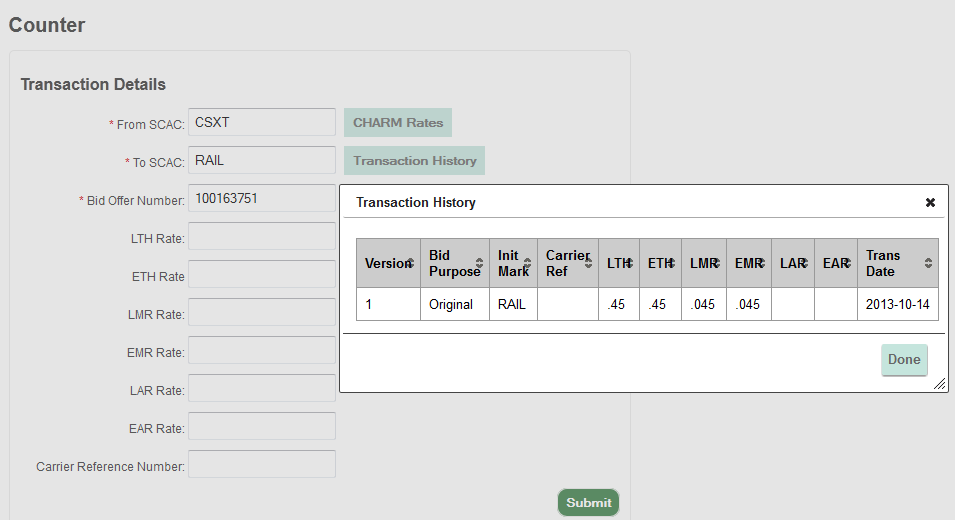 Counter
Transaction Details
* From SCAC: CSXT CHARM Rates
* To SCAC: RAIL Transaction History
* Bid Offer Number: 100163751
LTH Rate:
ETH Rate
LMR Rate:
EMR Rate:
LAR Rate:
EAR Rate:
Carrier Reference Number:
Submit
Transaction History
Version Bid Purpose Init Mark Carrier Ref LTH ETH LMR EMR LAR EAR Trans Date
1 Original RAIL .45 .45 .045 .045 2013-10-14
Done